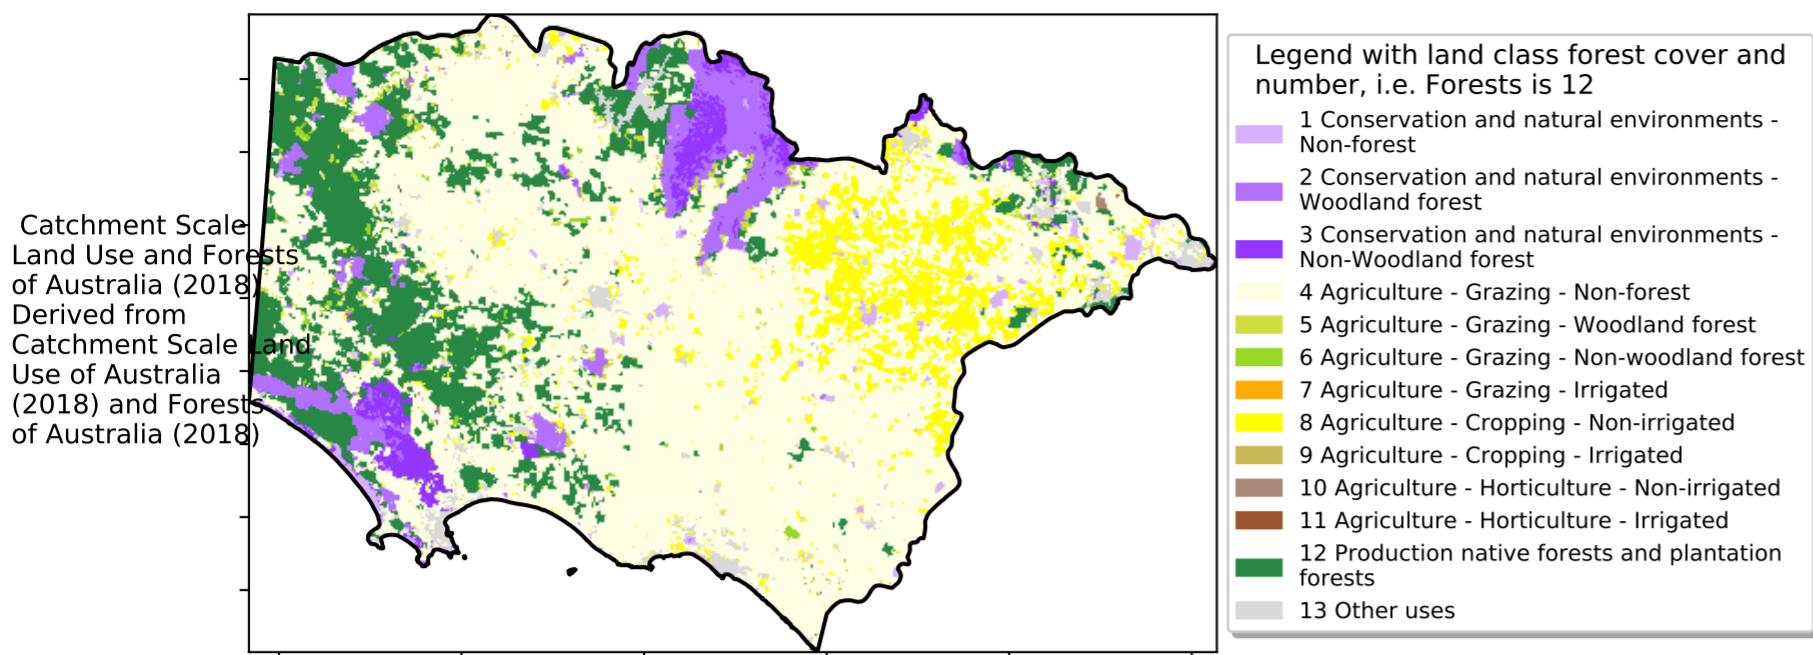 Catchment Scale
Land Use and Forests
of Australia (2018)
Derived from
Catchment Scale Land
Use of Australia
(2018) and Forests
of Australia (2018)
Legend with land class forest cover and
number, i.e. Forests is 12
1 Conservation and natural environments -
Non-forest
2 Conservation and natural environments -
Woodland forest
3 Conservation and natural environments -
Non-Woodland forest
4 Agriculture - Grazing - Non-forest
5 Agriculture - Grazing - Woodland forest
6 Agriculture - Grazing - Non-woodland forest
7 Agriculture - Grazing - Irrigated
8 Agriculture - Cropping - Non-irrigated
9 Agriculture - Cropping - Irrigated
10 Agriculture - Horticulture - Non-irrigated
11 Agriculture - Horticulture - Irrigated
12 Production native forests and plantation
forests
13 Other uses